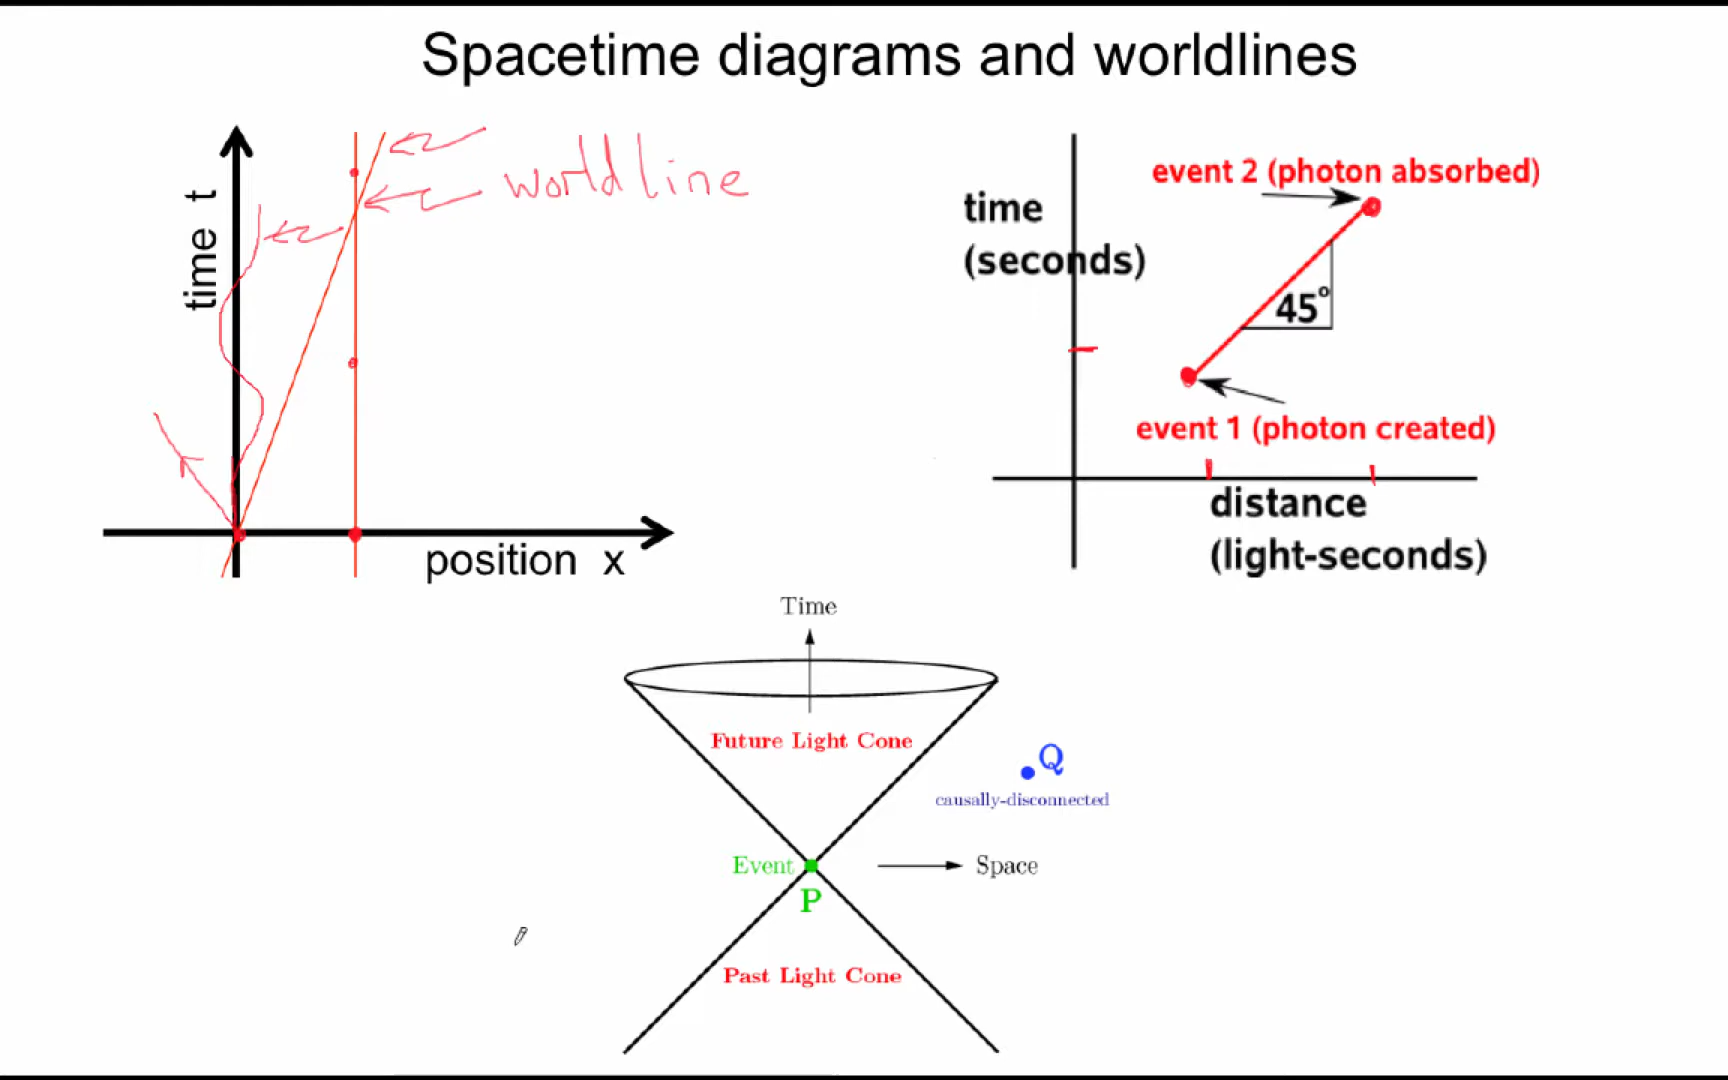 Spacetime diagrams and worldlines
time t
world line
position x
time
(seconds)
event 2 (photon absorbed)
45°
event 1 (photon created)
distance
(light-seconds)
Time
Future Light Cone
Q
causally-disconnected
Event
P
Space
Past Light Cone